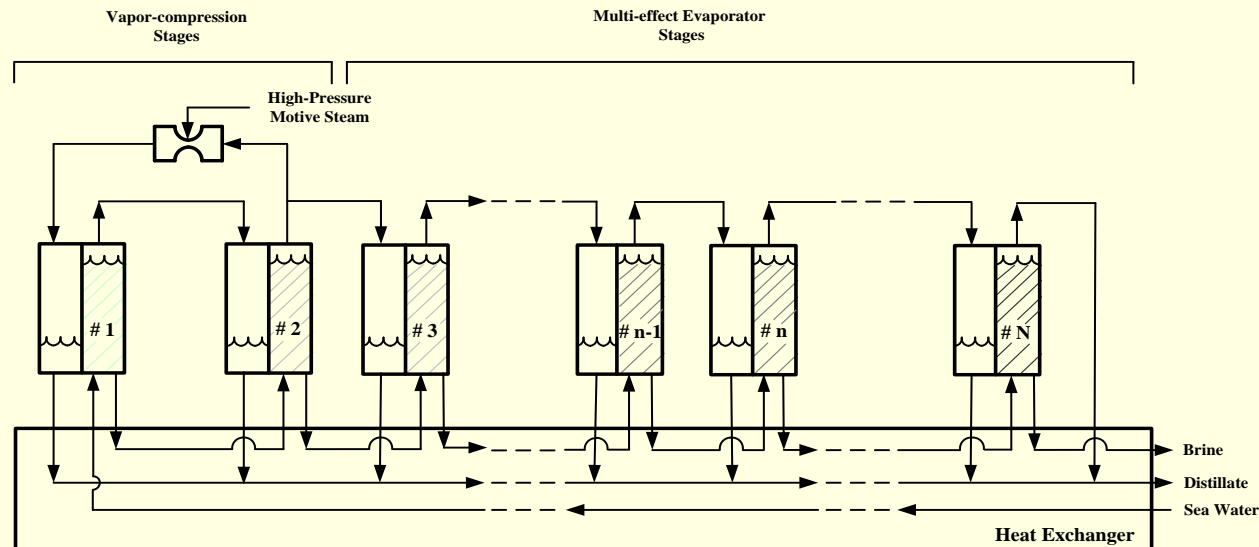 Vapor-compression
Stages
Multi-effect Evaporator
Stages
High-Pressure
Motive Steam
# 1
# 2
# 3
# n-1
# n
# N
Brine
Distillate
Sea Water
Heat Exchanger